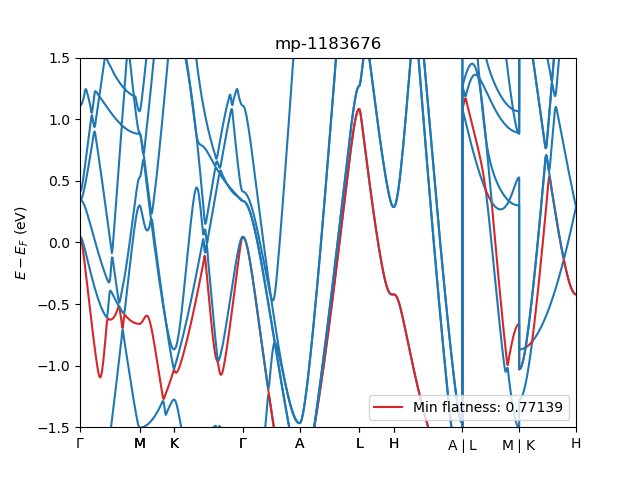 mp-1183676
E − E_F (eV)
1.5
1.0
0.5
0.0
−0.5
−1.0
−1.5
Min flatness: 0.77139
Γ M K Γ A L H A | L M | K H